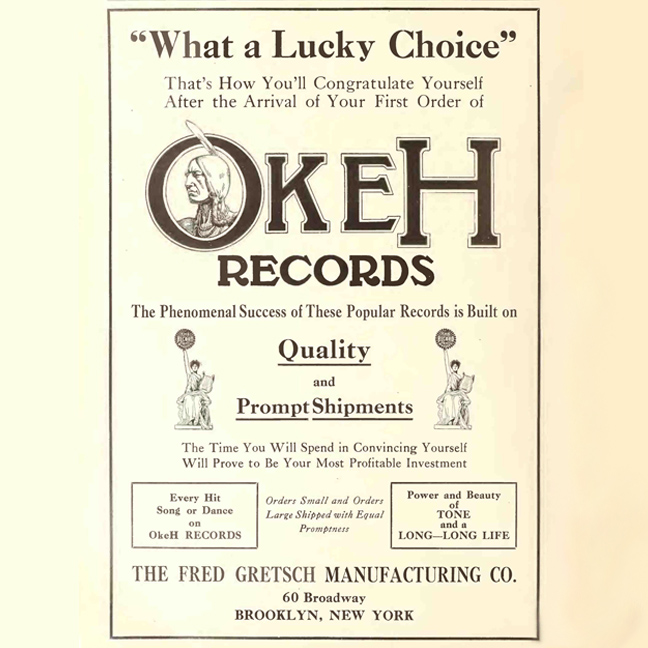 “What a Lucky Choice”
That's How You'll Congratulate Yourself
After the Arrival of Your First Order of
OKEH
RECORDS
The Phenomenal Success of These Popular Records is Built on
Quality
and
Prompt Shipments
The Time You Will Spend in Convincing Yourself
Will Prove to Be Your Most Profitable Investment
Every Hit
Song or Dance
on
OkeH RECORDS
Orders Small and Orders
Large Shipped with Equal
Promptness
Power and Beauty
of
TONE
and a
LONG—LONG LIFE
THE FRED GRETSCH MANUFACTURING CO.
60 Broadway
BROOKLYN, NEW YORK